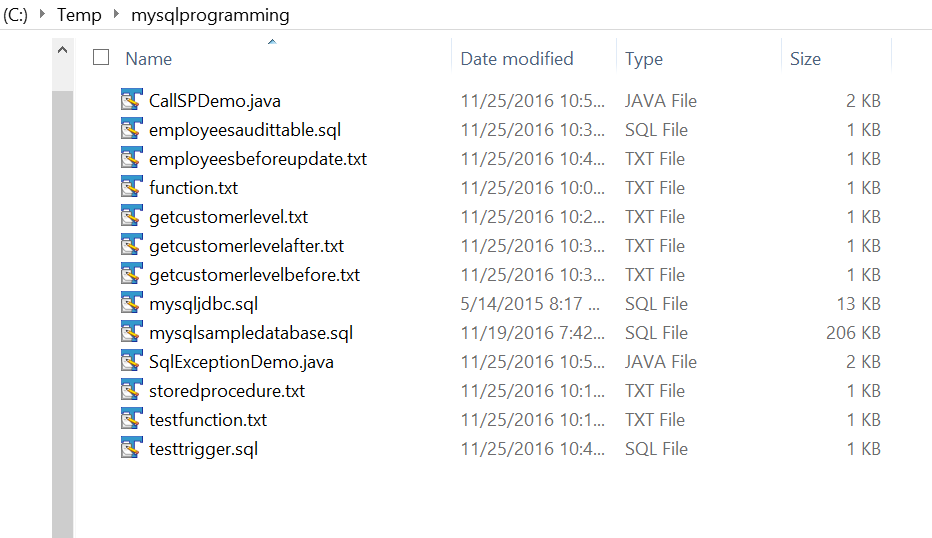 (C:) Temp mysqlprogramming
Name Date modified Type Size
CallSPDemo.java 11/25/2016 10:5... JAVA File 2 KB
employeesaudittable.sql 11/25/2016 10:3... SQL File 1 KB
employeesbeforeupdate.txt 11/25/2016 10:4... TXT File 1 KB
function.txt 11/25/2016 10:0... TXT File 1 KB
getcustomerlevel.txt 11/25/2016 10:2... TXT File 1 KB
getcustomerlevelafter.txt 11/25/2016 10:3... TXT File 1 KB
getcustomerlevelbefore.txt 11/25/2016 10:3... TXT File 1 KB
mysqljdbc.sql 5/14/2015 8:17 ... SQL File 13 KB
mysqlsampledatabase.sql 11/19/2016 7:42... SQL File 206 KB
SqlExceptionDemo.java 11/25/2016 10:5... JAVA File 2 KB
storedprocedure.txt 11/25/2016 10:1... TXT File 1 KB
testfunction.txt 11/25/2016 10:1... TXT File 1 KB
testtrigger.sql 11/25/2016 10:4... SQL File 1 KB